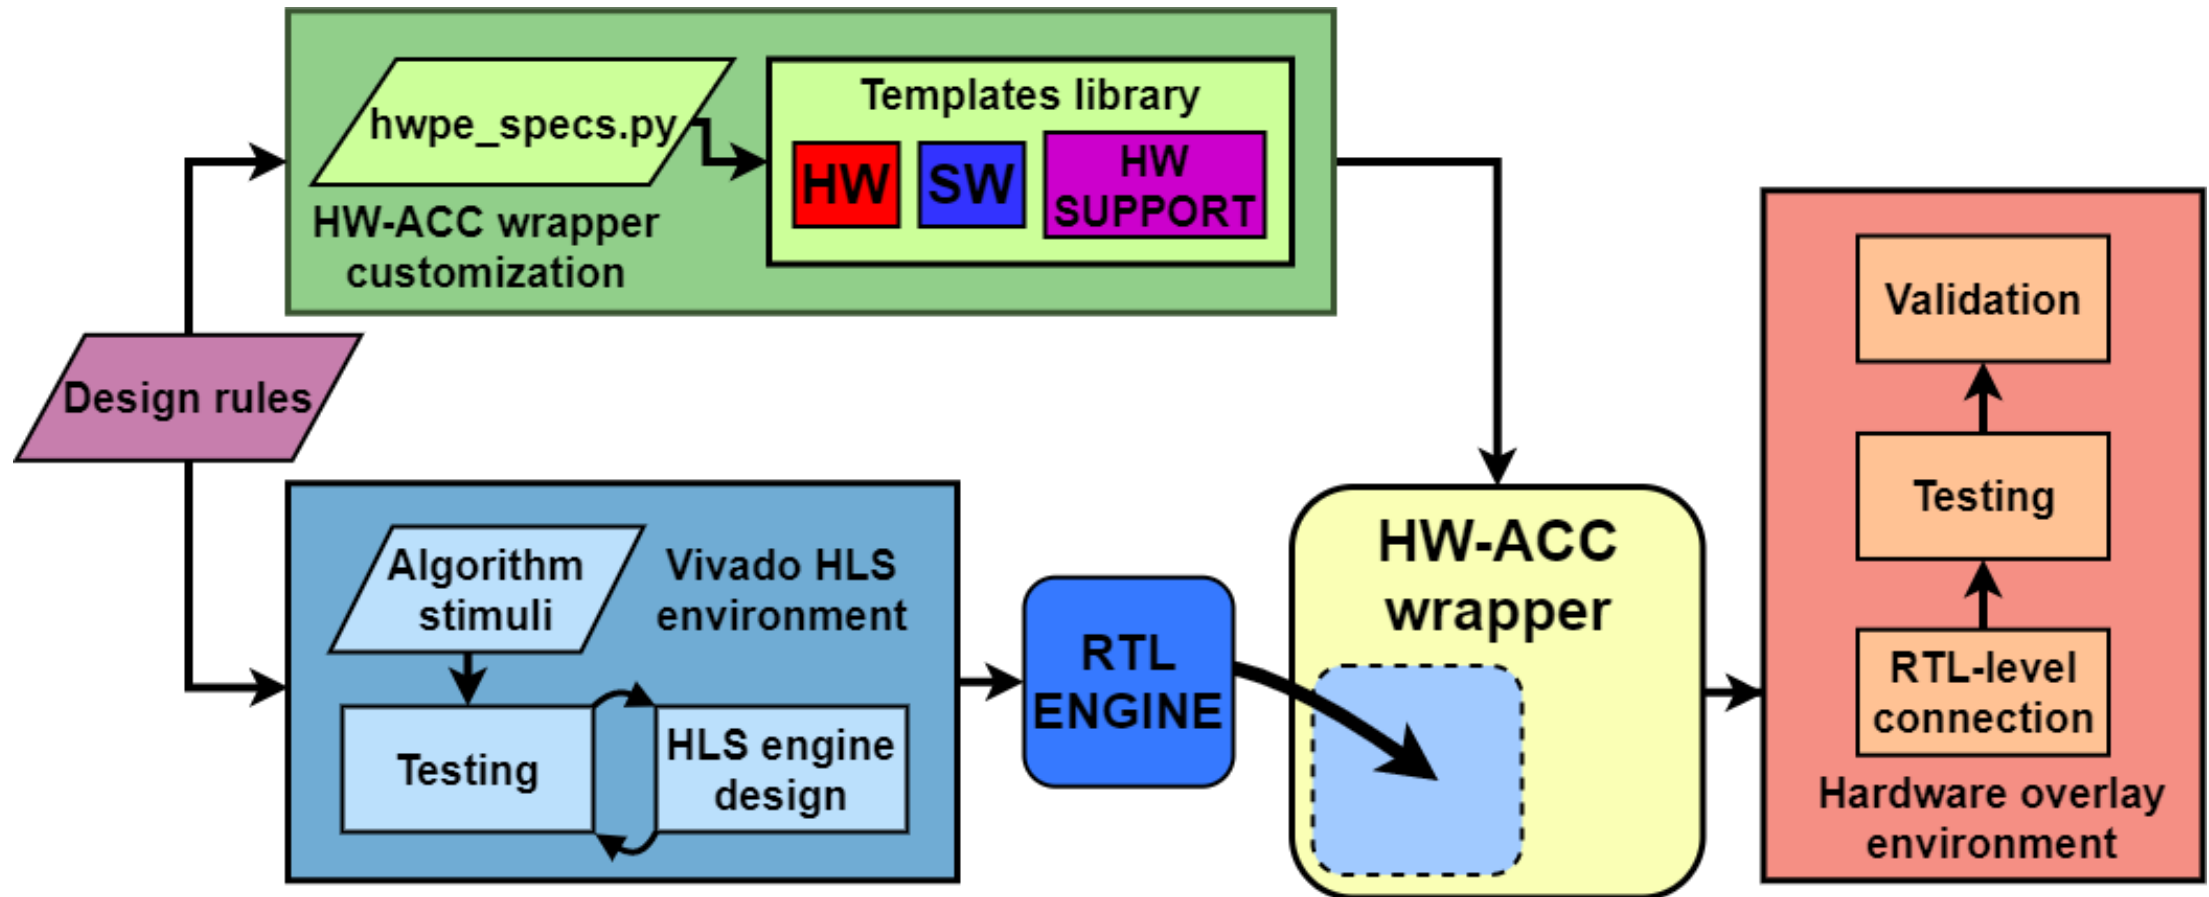 hwpe_specs.py
HW-ACC wrapper
customization
Templates library
HW
SW
HW
SUPPORT
Design rules
Algorithm
stimuli
Vivado HLS
environment
Testing
HLS engine
design
RTL
ENGINE
HW-ACC
wrapper
Validation
Testing
RTL-level
connection
Hardware overlay
environment